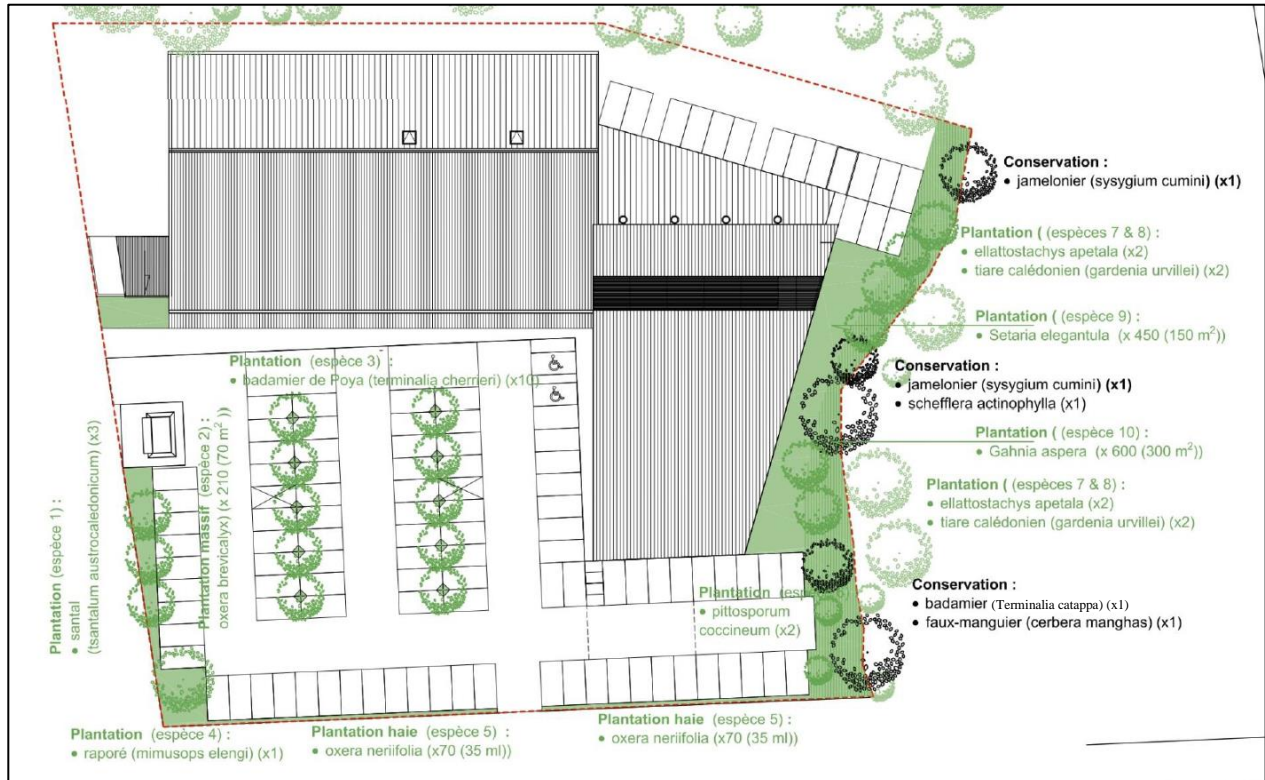 Conservation :
• jamelonier (sysygium cumini) (x1)
Plantation ( (espèces 7 & 8) :
• ellattostachys apetala (x2)
• tiare calédonien (gardenia urvillei) (x2)
Plantation ( (espèce 9) :
• Setaria elegantula (x 450 (150 m²))
Plantation (espèce 3) :
• badamier de Poya (terminalia cherrieri) (x10)
Conservation :
• jamelonier (sysygium cumini) (x1)
• schefflera actinophylla (x1)
Plantation massif (espèce 2) :
oxera brevicalyx) (x 210 (70 m²))
Plantation ( (espèce 10) :
• Gahnia aspera (x 600 (300 m²))
Plantation ( (espèces 7 & 8) :
• ellattostachys apetala (x2)
• tiare calédonien (gardenia urvillei) (x2)
Plantation (espèce 1) :
• santal
(tsantalum austrocaledonicum) (x3)
Conservation :
• badamier (Terminalia catappa) (x1)
• faux-manguier (cerbera manghas) (x1)
Plantation
• pittosporum
coccineum (x2)
Plantation (espèce 4) :
• raporé (mimusops elengi) (x1)
Plantation haie (espèce 5) :
• oxera neriifolia (x70 (35 ml))
Plantation haie (espèce 5) :
• oxera neriifolia (x70 (35 ml))